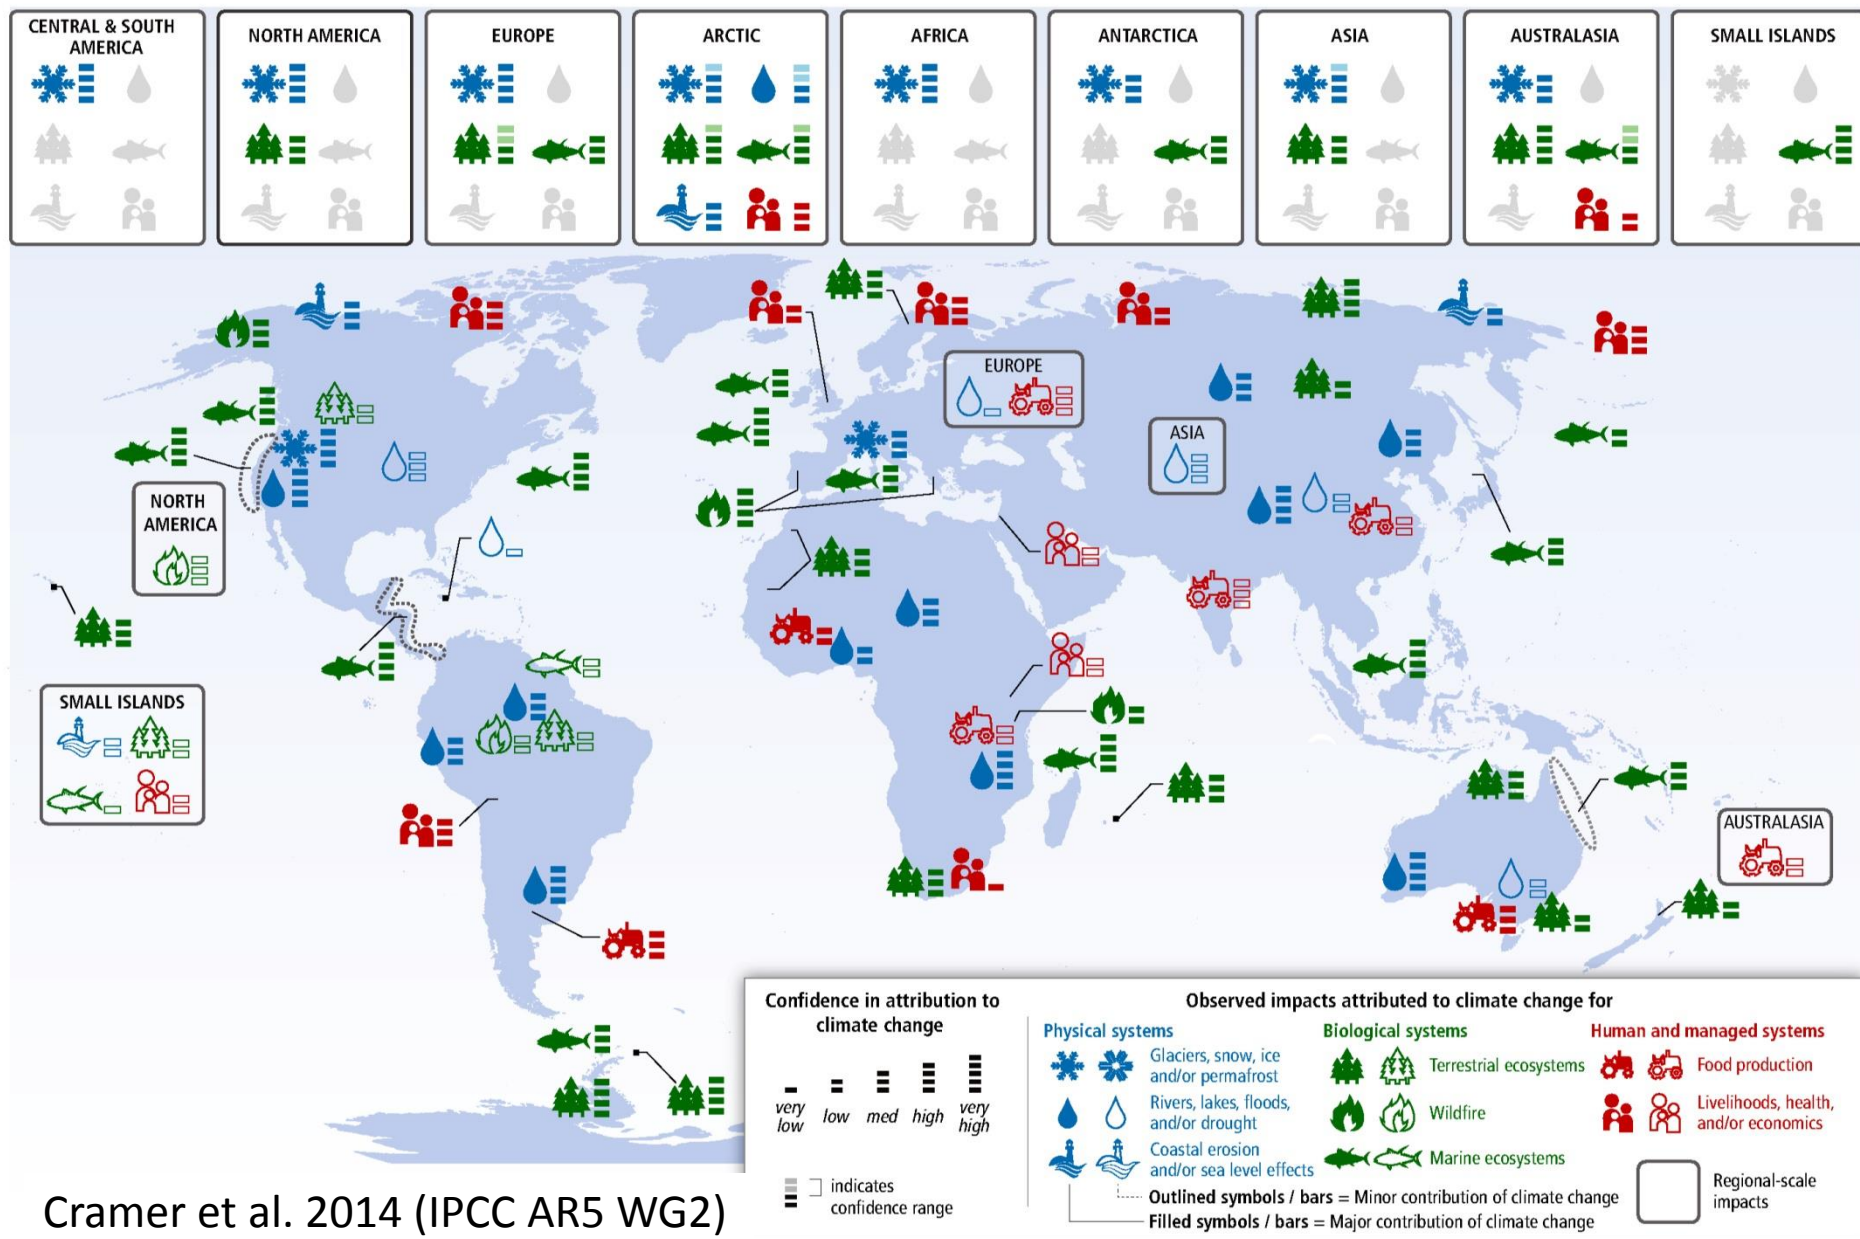 CENTRAL & SOUTH
AMERICA
NORTH AMERICA
EUROPE
ARCTIC
AFRICA
ANTARCTICA
ASIA
AUSTRALASIA
SMALL ISLANDS
EUROPE
ASIA
NORTH
AMERICA
SMALL ISLANDS
AUSTRALASIA
Confidence in attribution to
climate change
very
low
low
med
high
very
high
indicates
confidence range
Observed impacts attributed to climate change for
Physical systems
Glaciers, snow, ice
and/or permafrost
Rivers, lakes, floods,
and/or drought
Coastal erosion
and/or sea level effects
Biological systems
Terrestrial ecosystems
Wildfire
Marine ecosystems
Human and managed systems
Food production
Livelihoods, health,
and/or economics
Regional-scale
impacts
Outlined symbols / bars = Minor contribution of climate change
Filled symbols / bars = Major contribution of climate change
Cramer et al. 2014 (IPCC AR5 WG2)